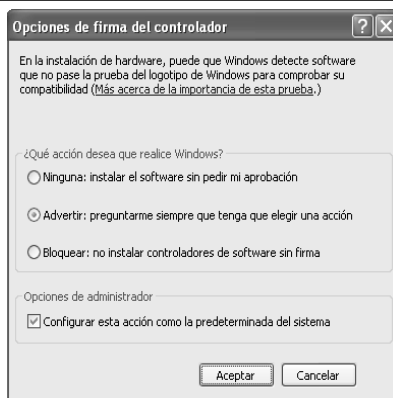 Opciones de firma del controlador
En la instalación de hardware, puede que Windows detecte software
que no pase la prueba del logotipo de Windows para comprobar su
compatibilidad (Más acerca de la importancia de esta prueba.)
¿Qué acción desea que realice Windows?
Ninguna: instalar el software sin pedir mi aprobación
Advertir: preguntarme siempre que tenga que elegir una acción
Bloquear: no instalar controladores de software sin firma
Opciones de administrador
Configurar esta acción como la predeterminada del sistema
Aceptar Cancelar